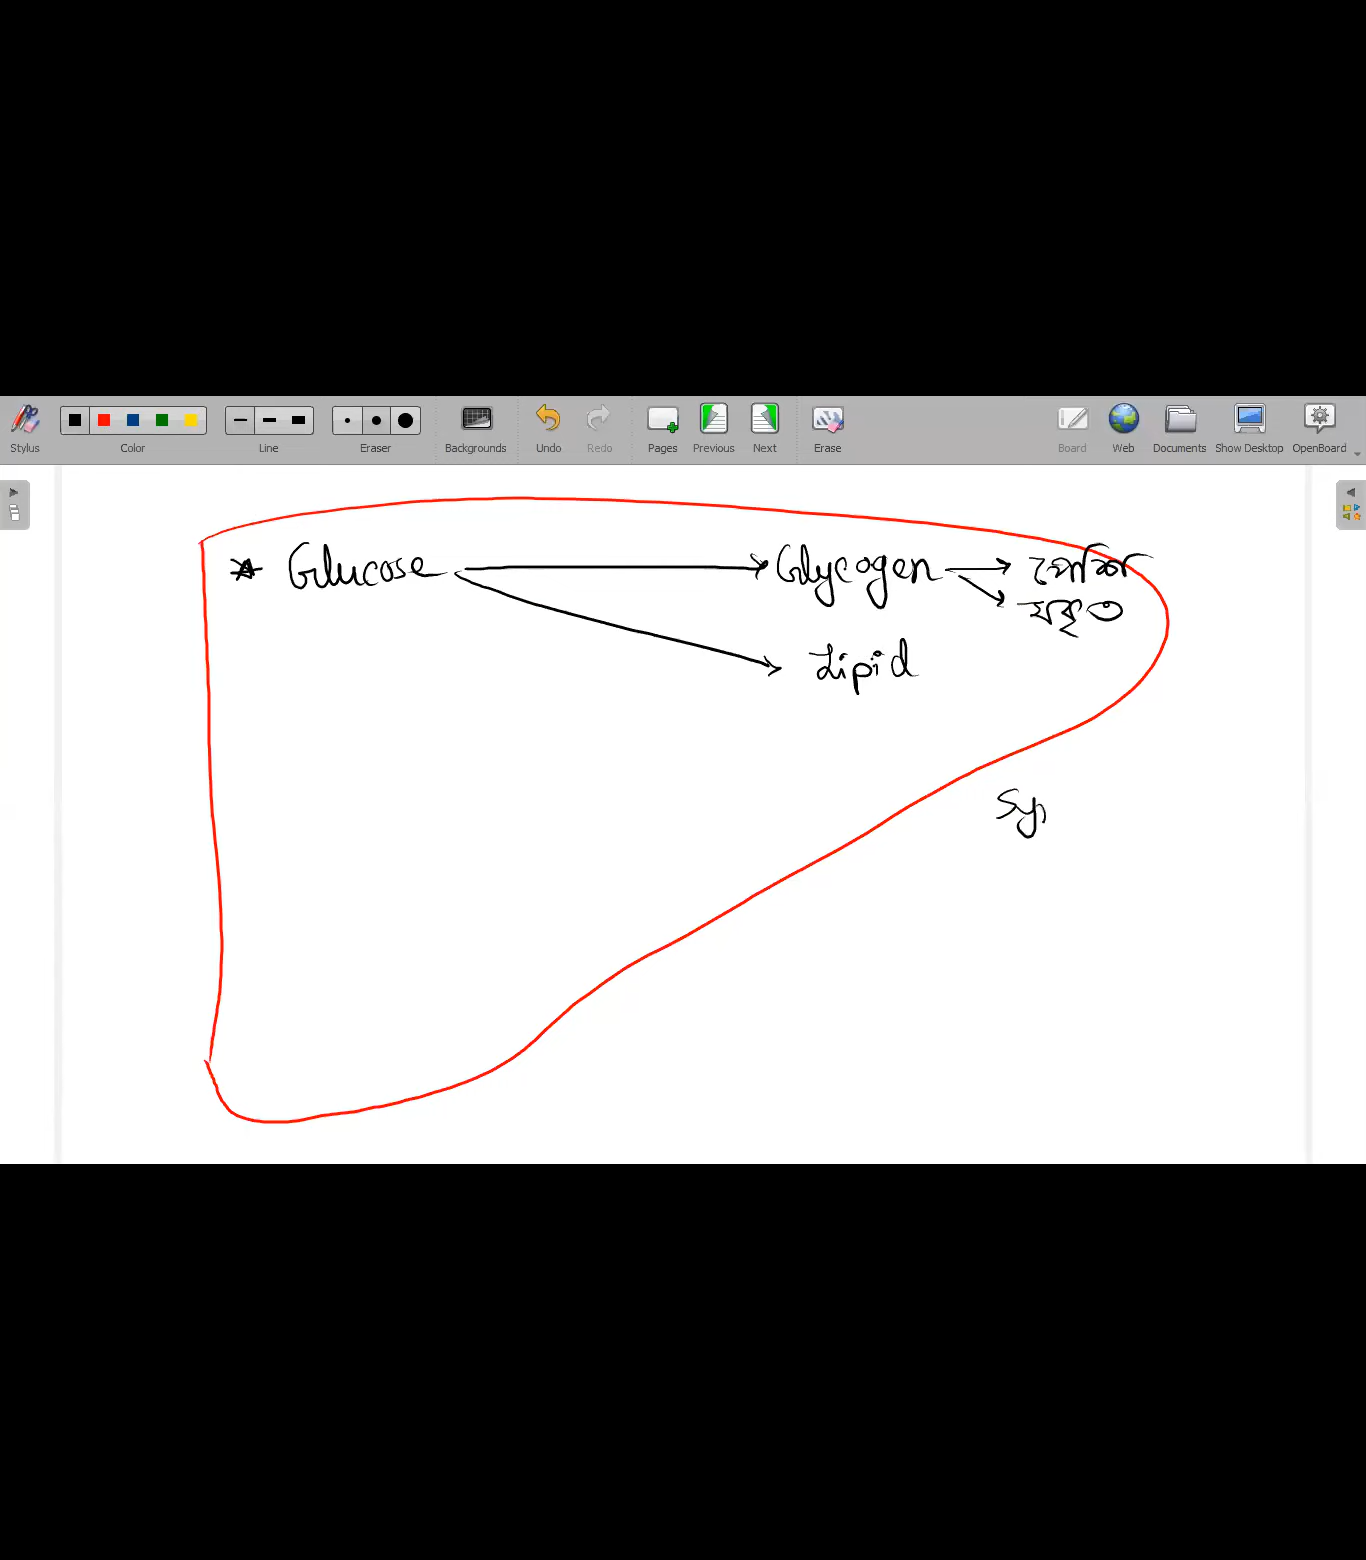 Stylus Color Line Eraser Backgrounds Undo Redo Pages Previous Next Erase Board Web Documents Show Desktop OpenBoard
* Glucose → Glycogen →
→ যকৃত
→ Lipid
Sy